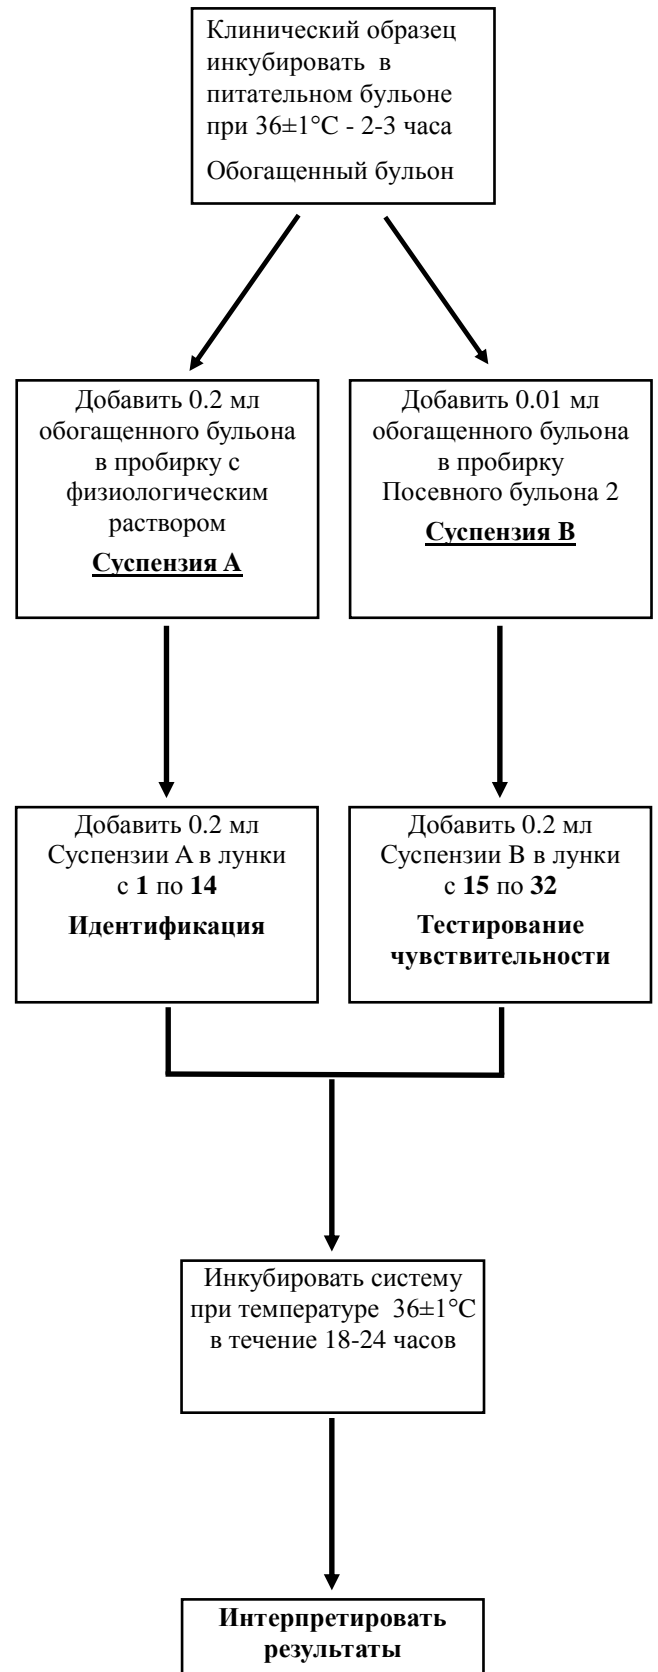 Клинический образец
инкубировать в
питательном бульоне
при 36±1°С - 2-3 часа
Обогащенный бульон
Добавить 0.2 мл
обогащенного бульона
в пробирку с
физиологическим
раствором
Суспензия А
Добавить 0.01 мл
обогащенного бульона
в пробирку
Посевного бульона 2
Суспензия В
Добавить 0.2 мл
Суспензии А в лунки
с 1 по 14
Идентификация
Добавить 0.2 мл
Суспензии В в лунки
с 15 по 32
Тестирование
чувствительности
Инкубировать систему
при температуре 36±1°С
в течение 18-24 часов
Интерпретировать
результаты